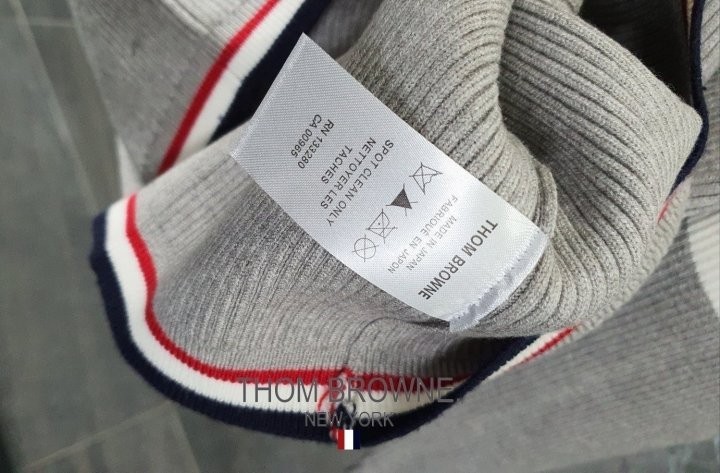 THOM BROWNE
MADE IN JAPAN
FABRIQUÉ EN JAPON
SPOT CLEAN ONLY
NETTOYER LES
TACHES
RN 133280
CA 00965
THOM BROWNE
NEW YORK